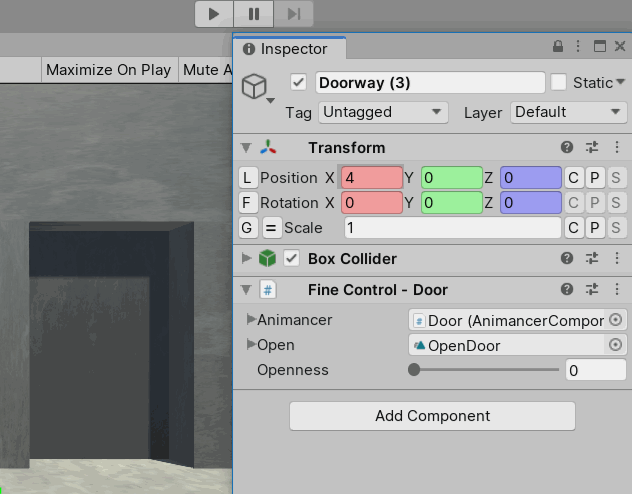 Inspector
Maximize On Play Mute A
Doorway (3) Static
Tag Untagged Layer Default
Transform
L Position X 4 Y 0 Z 0 C P S
F Rotation X 0 Y 0 Z 0 C P S
G = Scale 1 C P S
Box Collider
# Fine Control - Door
Animancer # Door (AnimancerCompor
Open OpenDoor
Openness 0
Add Component